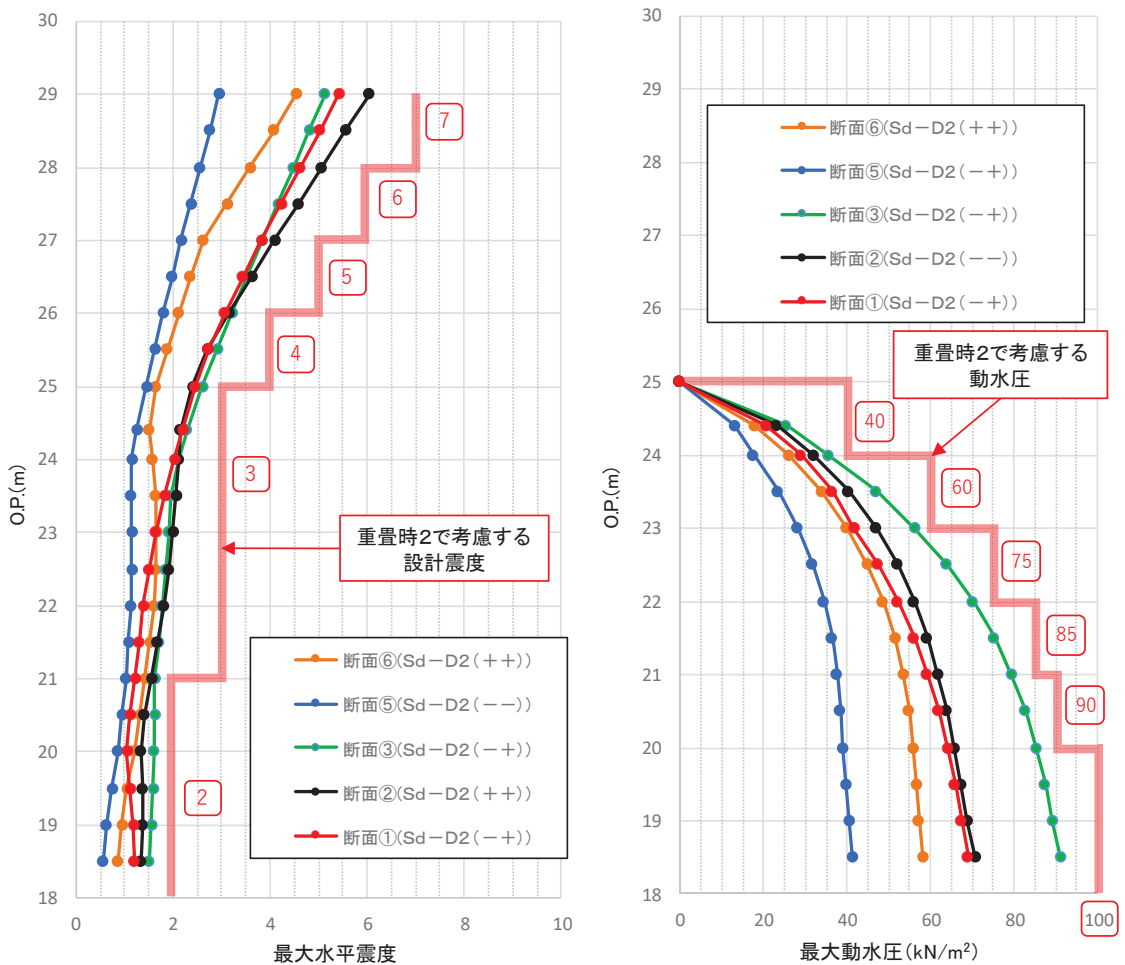 30
29
28
27
26
25
24
23
22
21
20
19
18
O.P.(m)
7
6
5
4
3
2
重畳時2で考慮する
設計震度
断面⑥(Sd－D2(＋＋))
断面⑤(Sd－D2(－－))
断面③(Sd－D2(－＋))
断面②(Sd－D2(＋＋))
断面①(Sd－D2(－＋))
0
2
4
6
8
10
最大水平震度
30
29
28
27
26
25
24
23
22
21
20
19
18
O.P.(m)
断面⑥(Sd－D2(＋＋))
断面⑤(Sd－D2(－＋))
断面③(Sd－D2(－＋))
断面②(Sd－D2(－－))
断面①(Sd－D2(－＋))
重畳時2で考慮する
動水圧
40
60
75
85
90
0
20
40
60
80
100
最大動水圧(kN/m²)